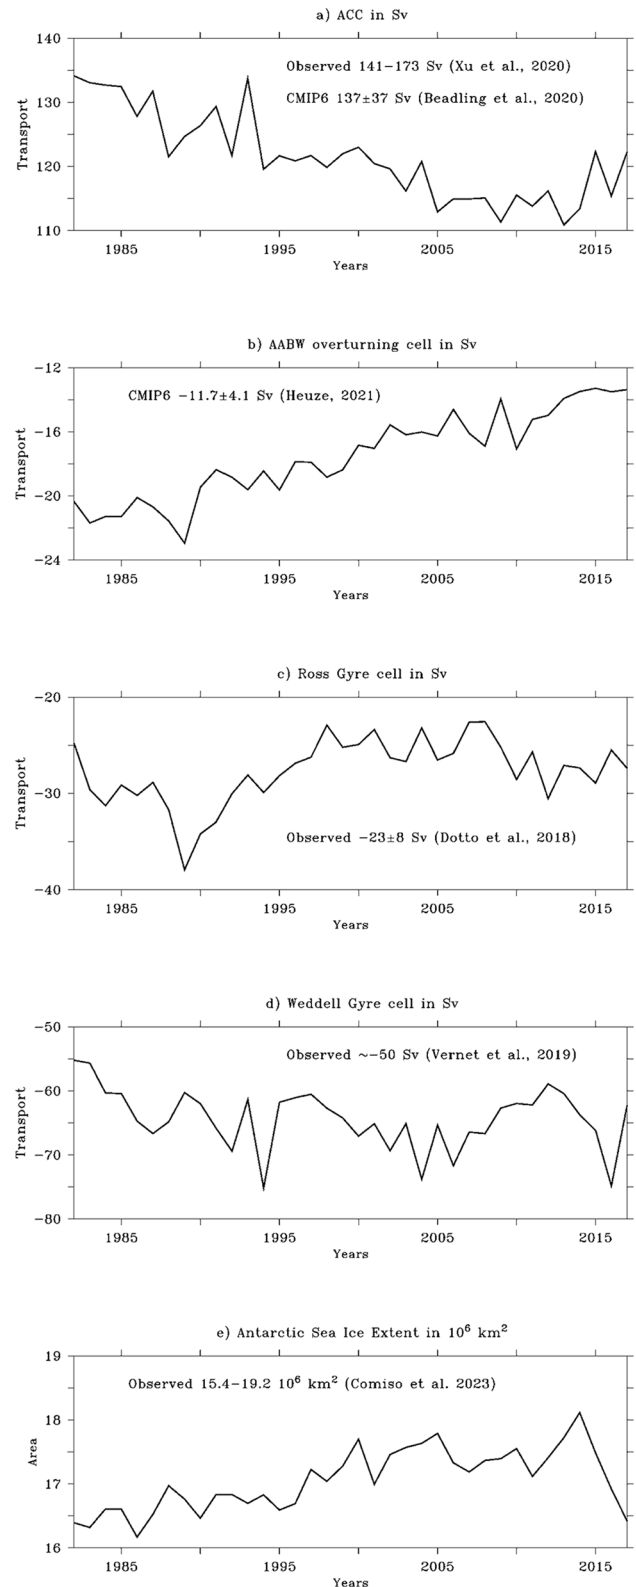 a) ACC in Sv
140
130
120
110
Transport
Observed 141−173 Sv (Xu et al., 2020)
CMIP6 137±37 Sv (Beadling et al., 2020)
1985
1995
2005
2015
Years
b) AABW overturning cell in Sv
−12
−16
−20
−24
Transport
CMIP6 −11.7±4.1 Sv (Heuze, 2021)
1985
1995
2005
2015
Years
c) Ross Gyre cell in Sv
−20
−30
−40
Transport
Observed −23±8 Sv (Dotto et al., 2018)
1985
1995
2005
2015
Years
d) Weddell Gyre cell in Sv
−50
−60
−70
−80
Transport
Observed ~−50 Sv (Vernet et al., 2019)
1985
1995
2005
2015
Years
e) Antarctic Sea Ice Extent in 10⁶ km²
19
18
17
16
Area
Observed 15.4−19.2 10⁶ km² (Comiso et al. 2023)
1985
1995
2005
2015
Years